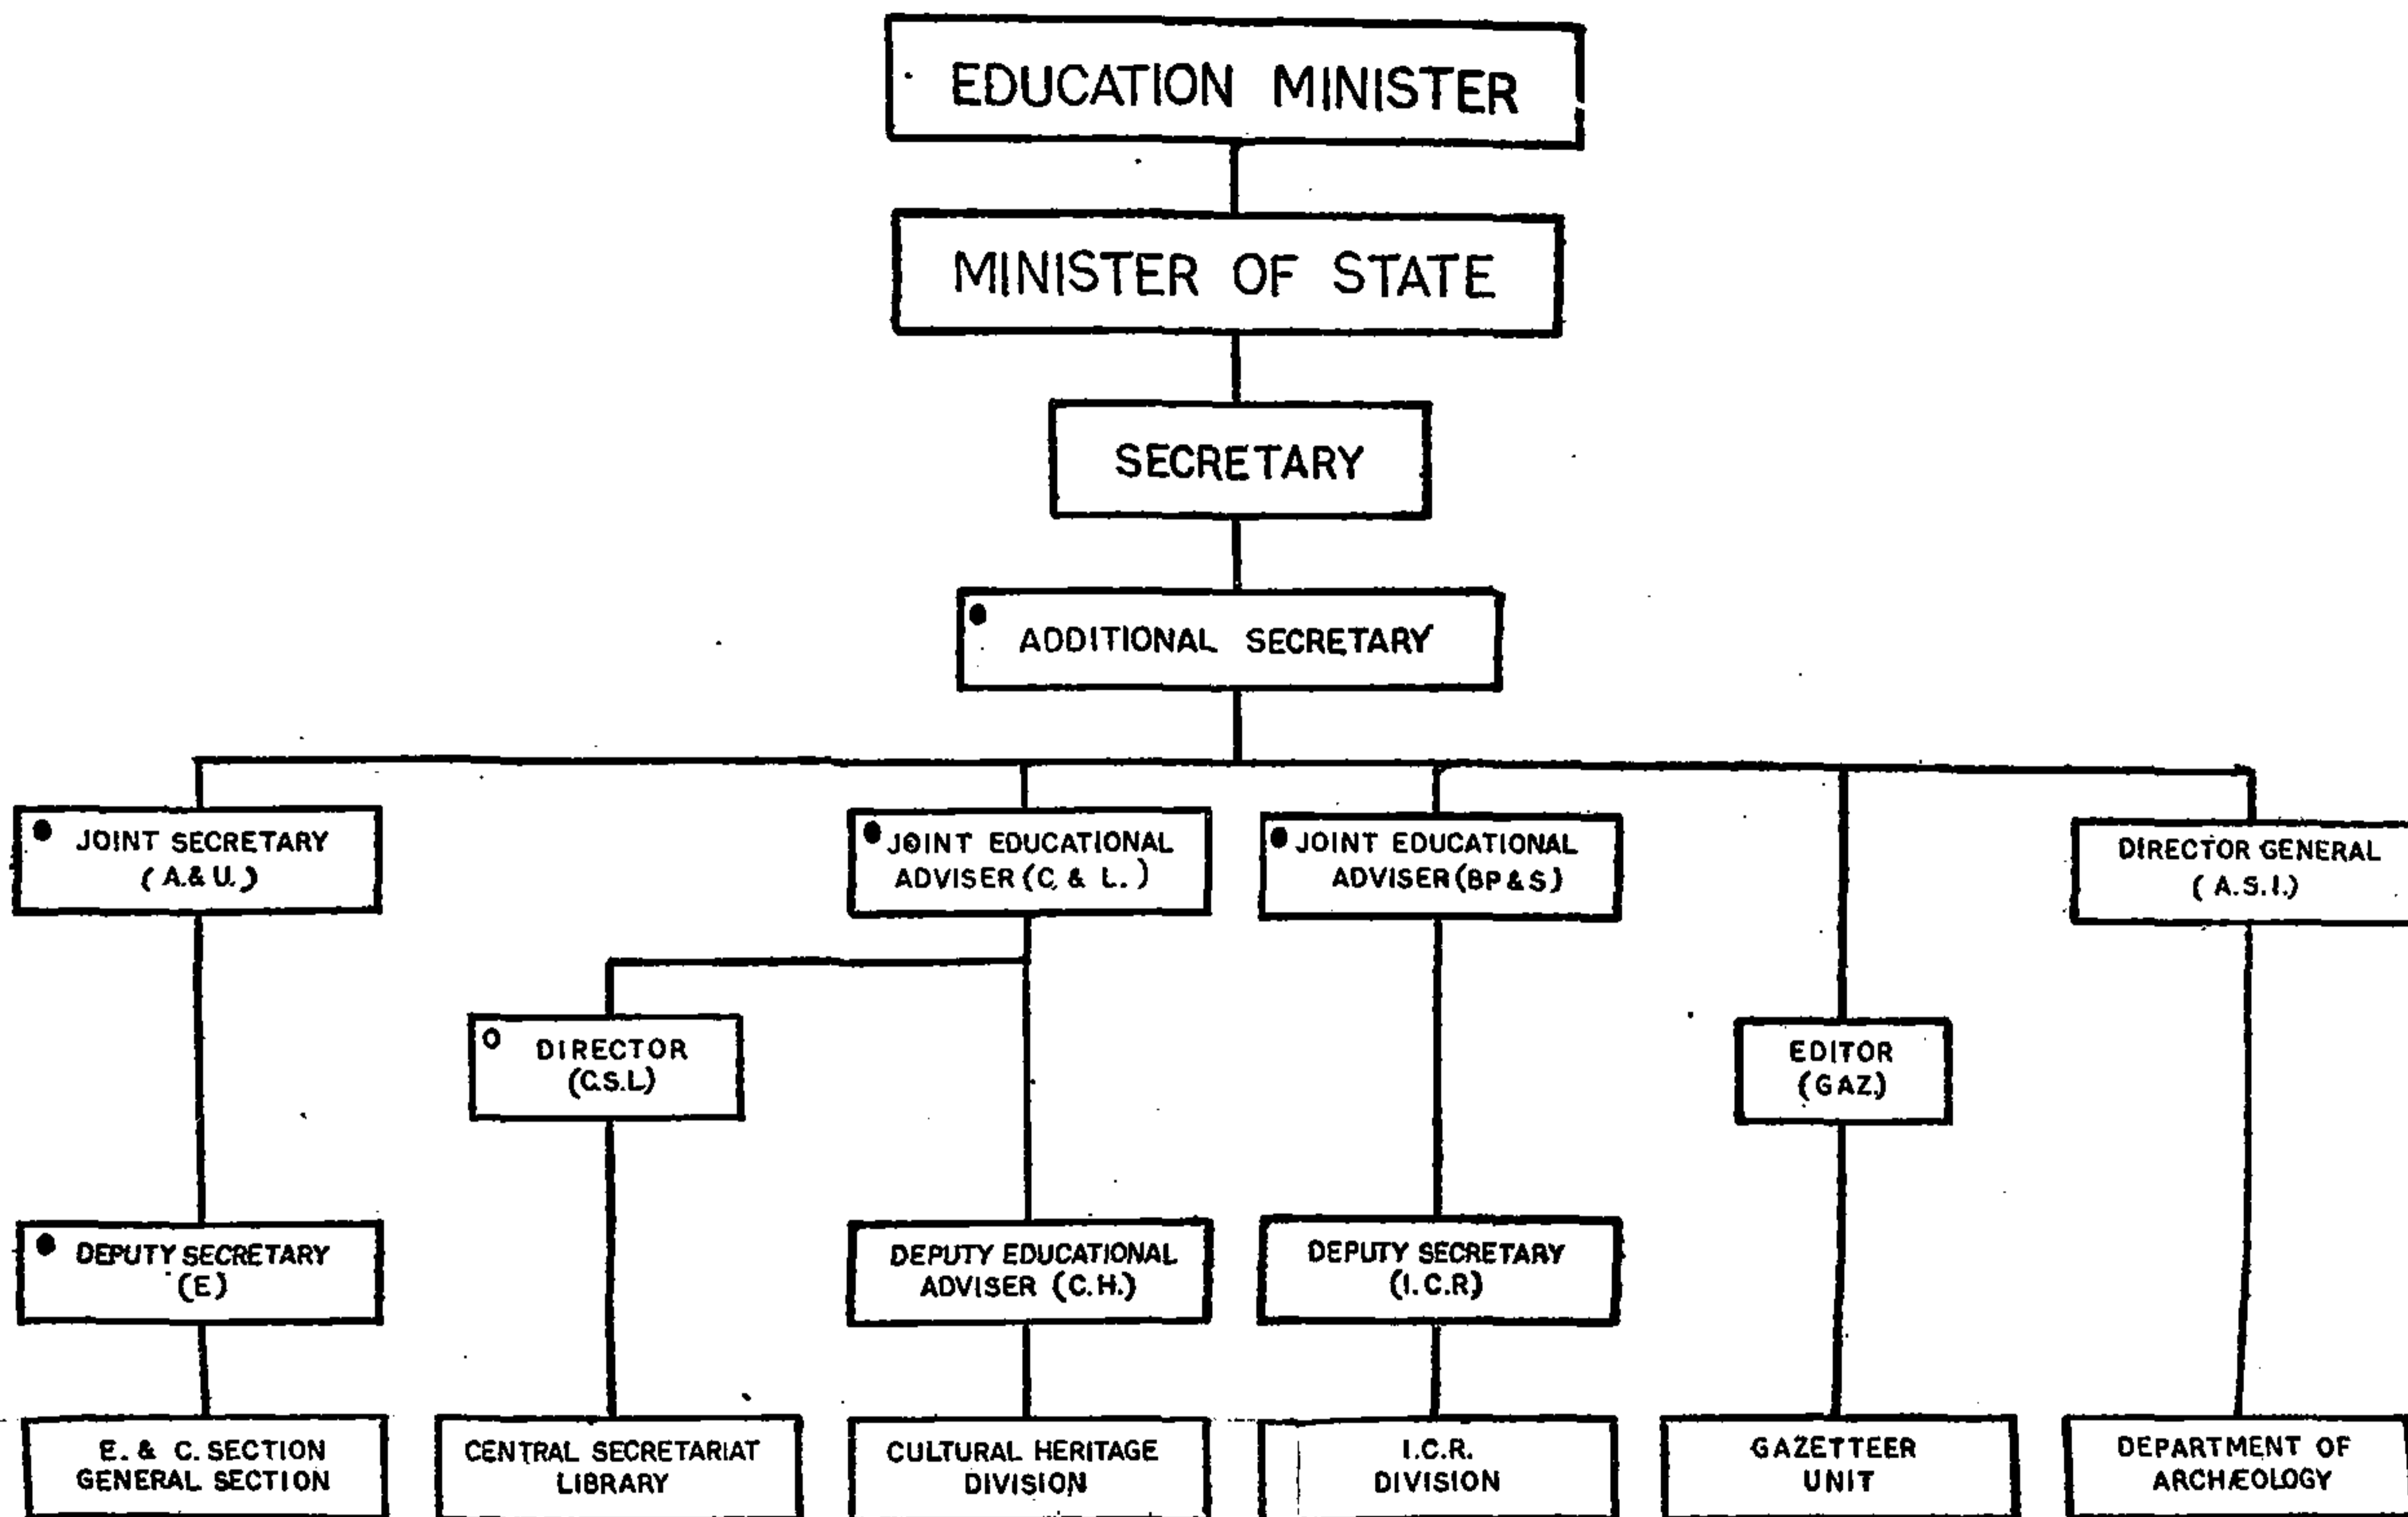 EDUCATION MINISTER
MINISTER OF STATE
SECRETARY
ADDITIONAL SECRETARY
JOINT SECRETARY
(A.& U.)
JOINT EDUCATIONAL
ADVISER (C. & L.)
JOINT EDUCATIONAL
ADVISER (BP & S)
DIRECTOR GENERAL
(A.S.I.)
DIRECTOR
(C.S.L)
EDITOR
(GAZ.)
DEPUTY SECRETARY
(E)
DEPUTY EDUCATIONAL
ADVISER (C.H.)
DEPUTY SECRETARY
(I.C.R)
E. & C. SECTION
GENERAL SECTION
CENTRAL SECRETARIAT
LIBRARY
CULTURAL HERITAGE
DIVISION
I.C.R.
DIVISION
GAZETTEER
UNIT
DEPARTMENT OF
ARCHÆOLOGY